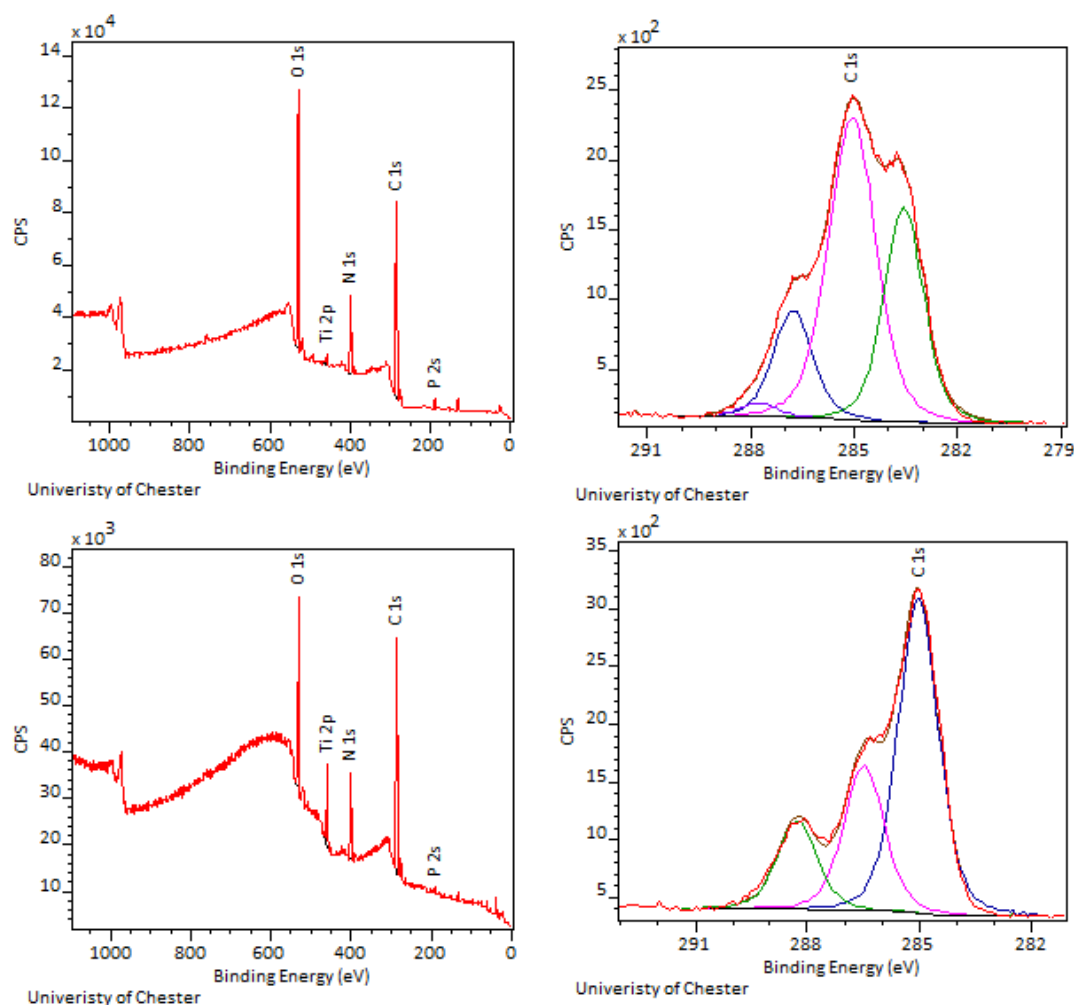 x 10⁴
14
12
10
8
6
4
2
CPS
O 1s
Ti 2p
N 1s
C 1s
P 2s
1000 800 600 400 200 0
Binding Energy (eV)
Univeristy of Chester
x 10²
25
20
15
10
5
CPS
C 1s
291 288 285 282 279
Binding Energy (eV)
Univeristy of Chester
x 10³
80
70
60
50
40
30
20
10
CPS
O 1s
Ti 2p
N 1s
C 1s
P 2s
1000 800 600 400 200 0
Binding Energy (eV)
Univeristy of Chester
x 10²
35
30
25
20
15
10
5
CPS
C 1s
291 288 285 282
Binding Energy (eV)
Univeristy of Chester